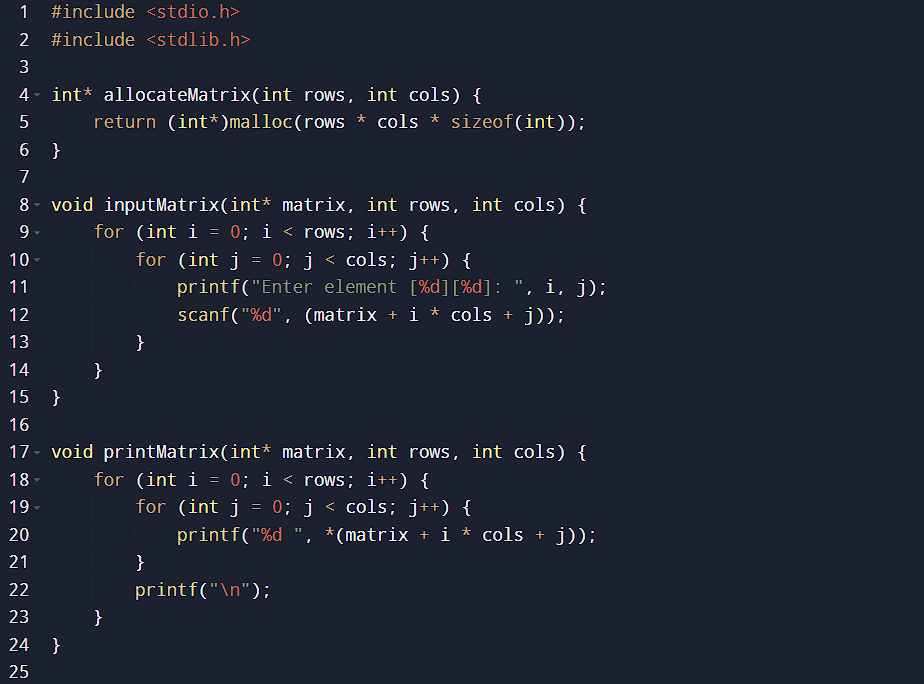 1 #include <stdio.h>
2 #include <stdlib.h>
3
4 int* allocateMatrix(int rows, int cols) {
5     return (int*)malloc(rows * cols * sizeof(int));
6 }
7
8 void inputMatrix(int* matrix, int rows, int cols) {
9     for (int i = 0; i < rows; i++) {
10         for (int j = 0; j < cols; j++) {
11             printf("Enter element [%d][%d]: ", i, j);
12             scanf("%d", (matrix + i * cols + j));
13         }
14     }
15 }
16
17 void printMatrix(int* matrix, int rows, int cols) {
18     for (int i = 0; i < rows; i++) {
19         for (int j = 0; j < cols; j++) {
20             printf("%d ", *(matrix + i * cols + j));
21         }
22         printf("\n");
23     }
24 }
25